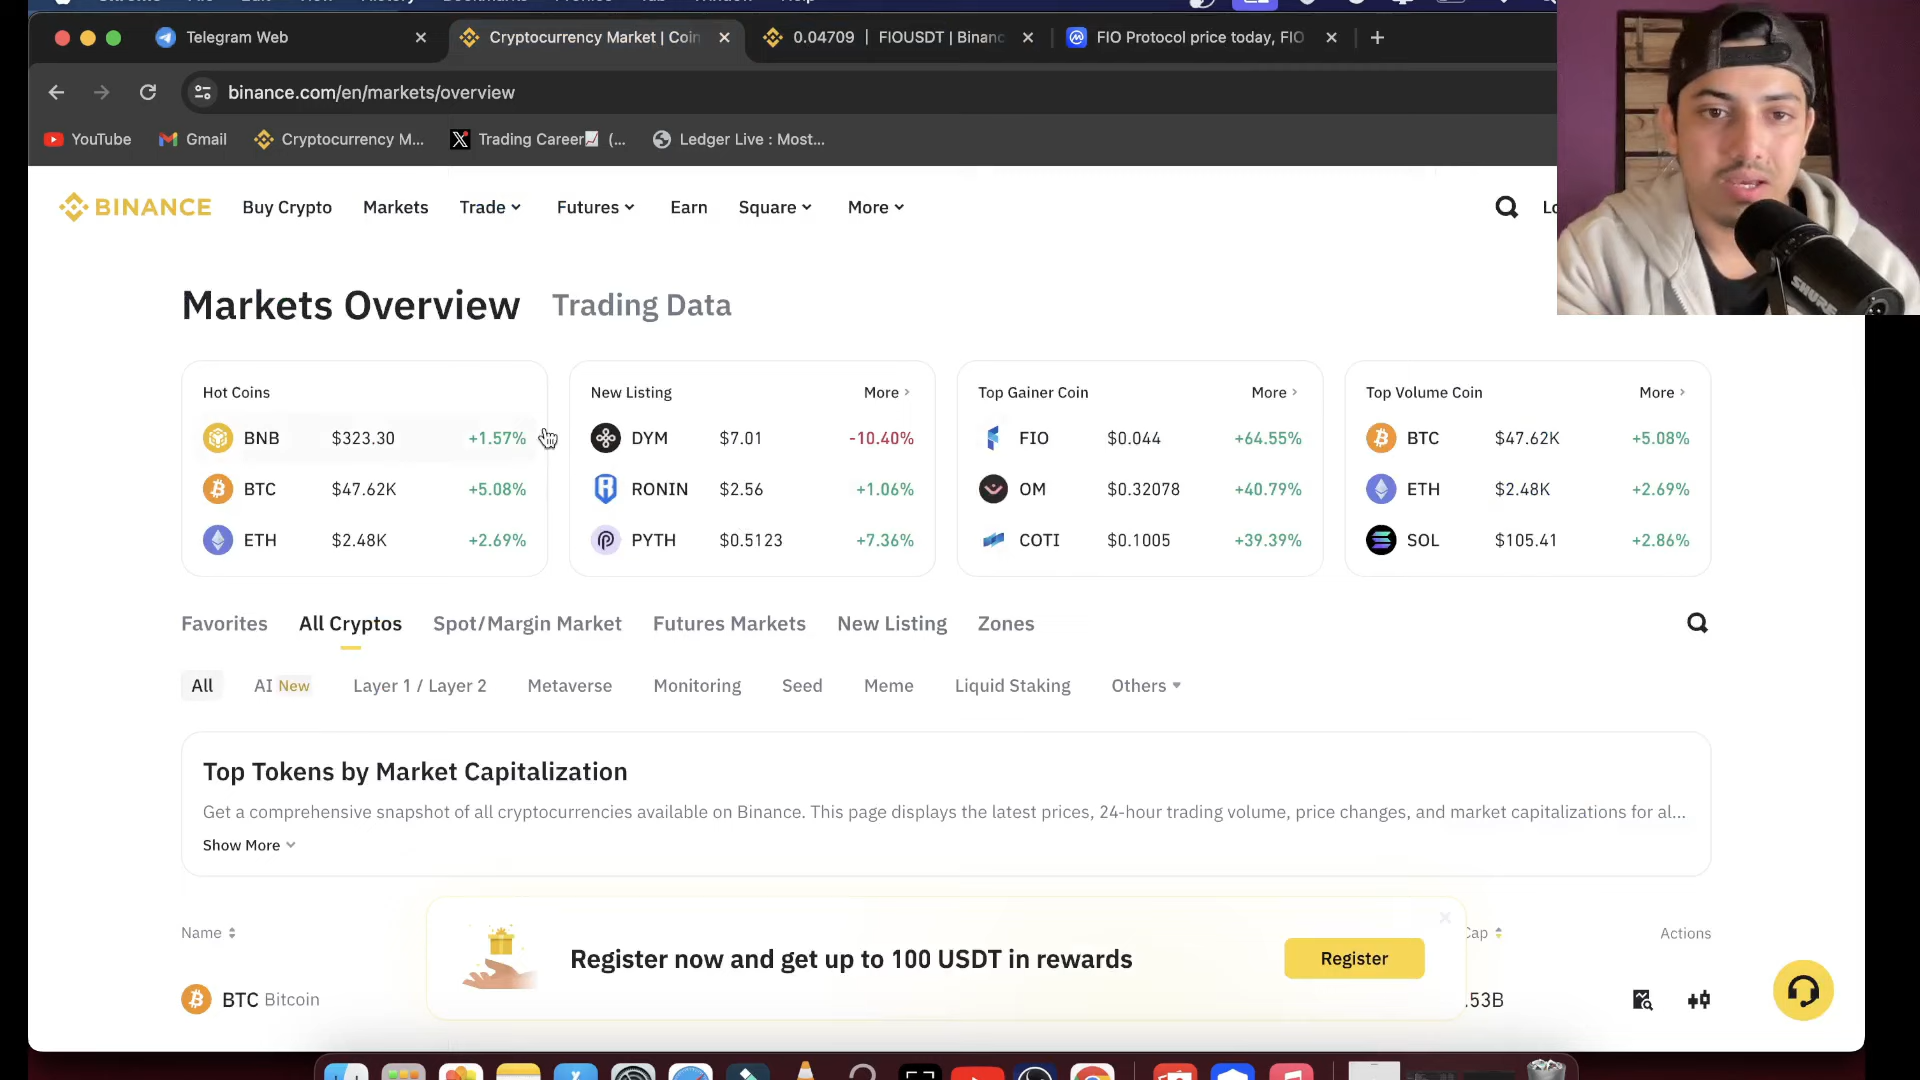 Telegram Web
Cryptocurrency Market | Coin
0.04709 | FIOUSDT | Binanc
FIO Protocol price today, FIO
binance.com/en/markets/overview
YouTube
Gmail
Cryptocurrency M...
Trading Career📈 (...
Ledger Live : Most...
BINANCE
Buy Crypto
Markets
Trade
Futures
Earn
Square
More
Markets Overview
Trading Data
Hot Coins
BNB $323.30 +1.57%
BTC $47.62K +5.08%
ETH $2.48K +2.69%
New Listing More
DYM $7.01 -10.40%
RONIN $2.56 +1.06%
PYTH $0.5123 +7.36%
Top Gainer Coin More
FIO $0.044 +64.55%
OM $0.32078 +40.79%
COTI $0.1005 +39.39%
Top Volume Coin More
BTC $47.62K +5.08%
ETH $2.48K +2.69%
SOL $105.41 +2.86%
Favorites
All Cryptos
Spot/Margin Market
Futures Markets
New Listing
Zones
All
AI New
Layer 1 / Layer 2
Metaverse
Monitoring
Seed
Meme
Liquid Staking
Others
Top Tokens by Market Capitalization
Get a comprehensive snapshot of all cryptocurrencies available on Binance. This page displays the latest prices, 24-hour trading volume, price changes, and market capitalizations for al...
Show More
Name
Cap
Actions
Register now and get up to 100 USDT in rewards
Register
BTC Bitcoin
.53B
SHURE